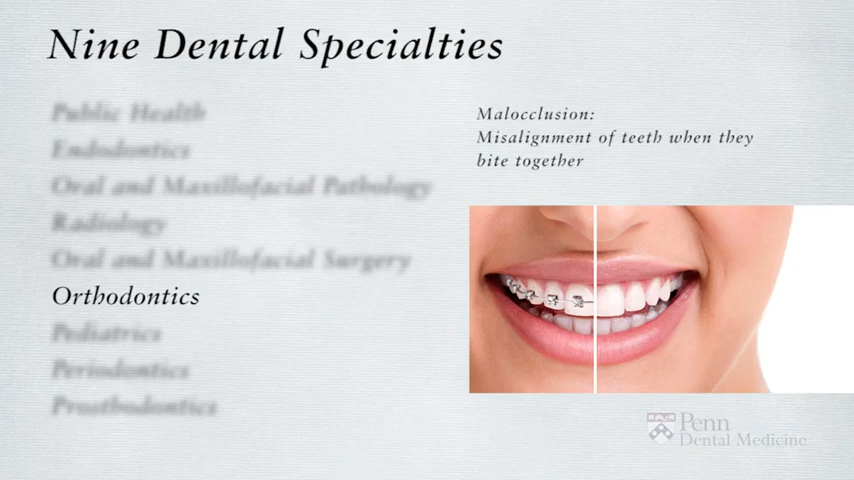 Nine Dental Specialties
Public Health
Endodontics
Oral and Maxillofacial Pathology
Radiology
Oral and Maxillofacial Surgery
Orthodontics
Pediatrics
Periodontics
Prosthodontics
Malocclusion:
Misalignment of teeth when they
bite together
Penn
Dental Medicine